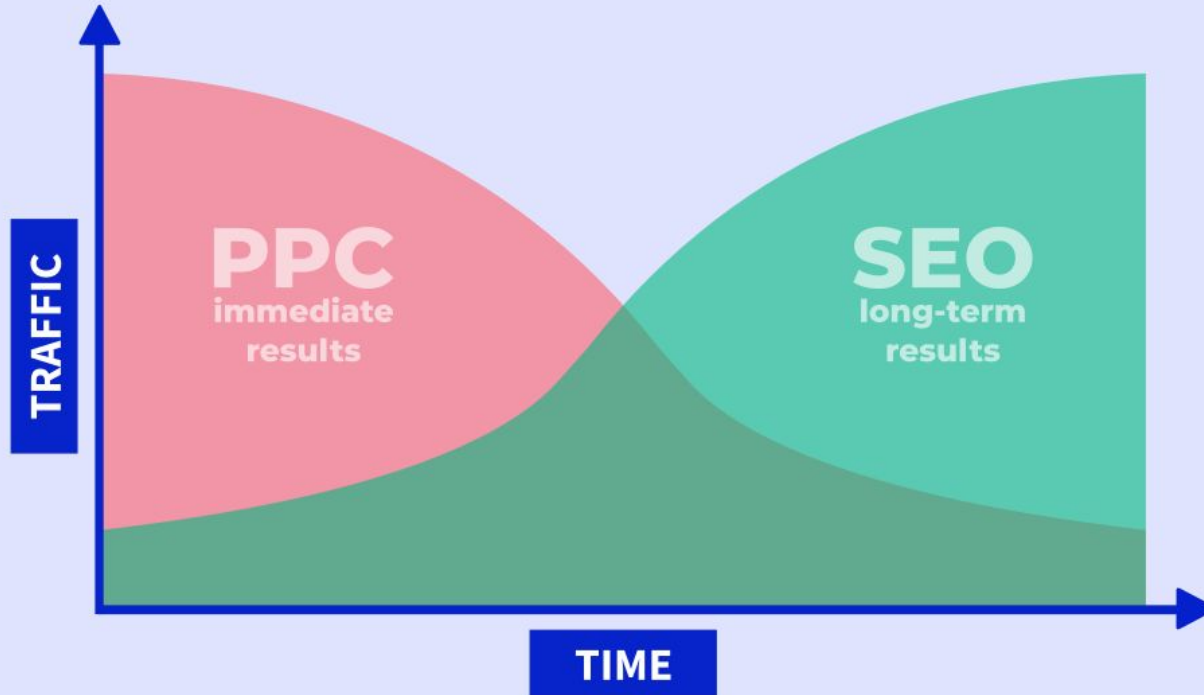 PPC
immediate
results
SEO
long-term
results
TRAFFIC
TIME